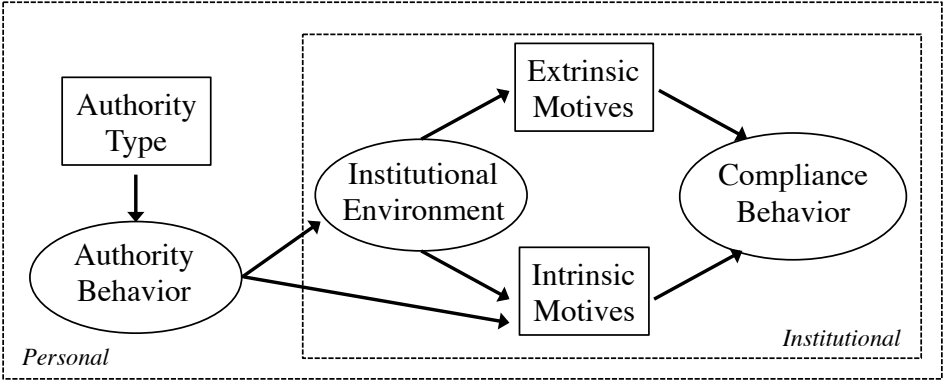 Authority
Type
Authority
Behavior
Personal
Institutional
Environment
Extrinsic
Motives
Intrinsic
Motives
Compliance
Behavior
Institutional